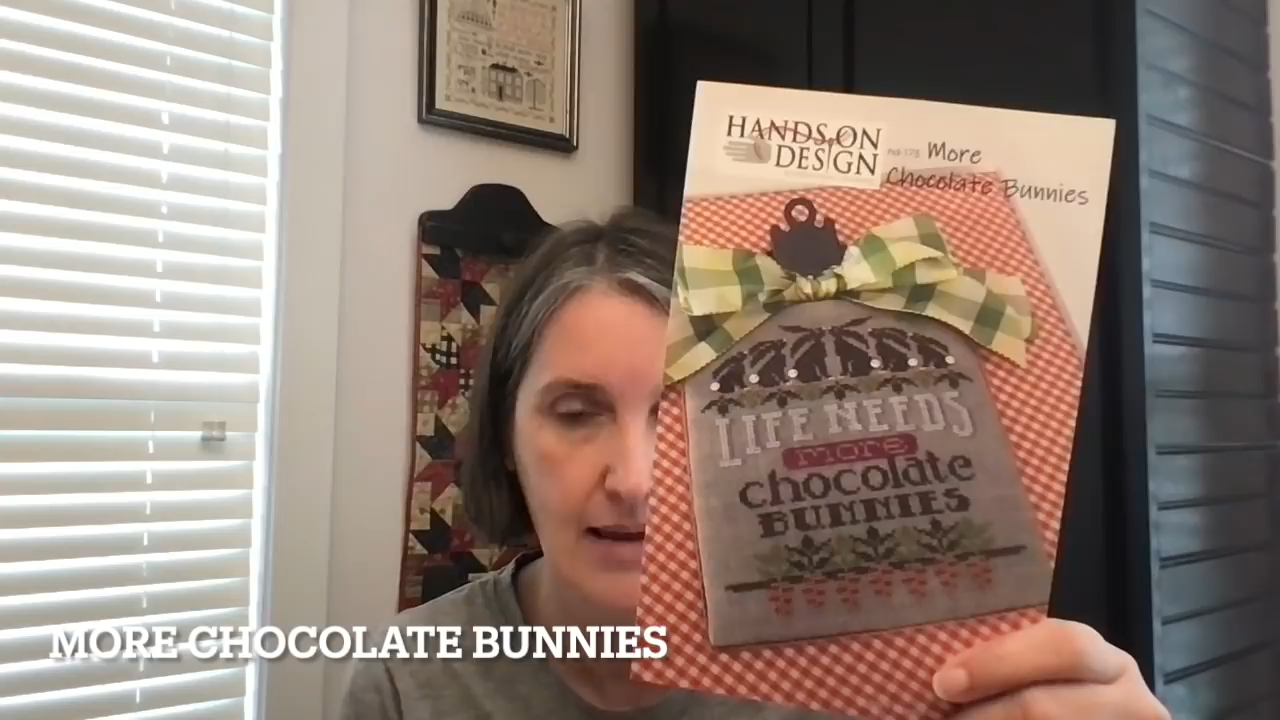 HANDS ON
DESIGN
More
Chocolate Bunnies
LIFE NEEDS
more
chocolate
BUNNIES
MORE CHOCOLATE BUNNIES